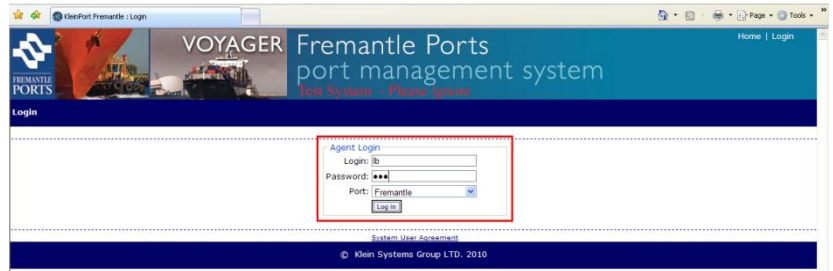 KleinPort Fremantle : Login
Page
Tools
FREMANTLE
PORTS
VOYAGER
Fremantle Ports
port management system
Test System - Please ignore
Home | Login
Login
Agent Login
Login: lb
Password: •••
Port: Fremantle
Log in
System User Agreement
© Klein Systems Group LTD. 2010